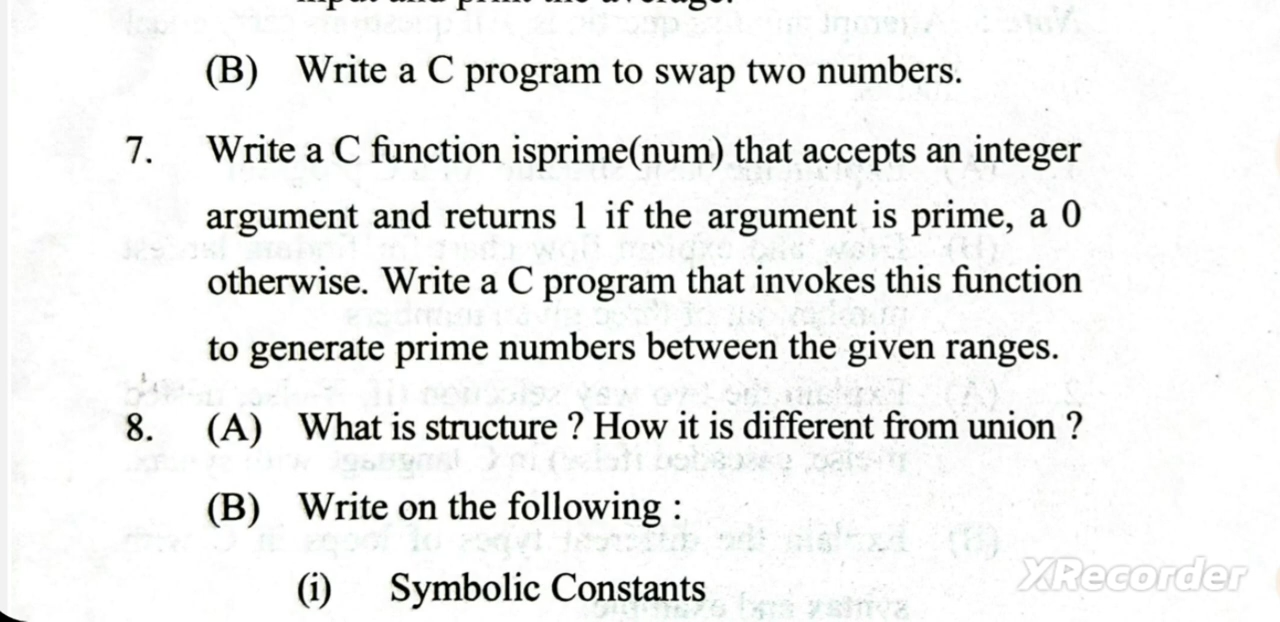 (B) Write a C program to swap two numbers.
7. Write a C function isprime(num) that accepts an integer
argument and returns 1 if the argument is prime, a 0
otherwise. Write a C program that invokes this function
to generate prime numbers between the given ranges.
8. (A) What is structure ? How it is different from union ?
(B) Write on the following :
(i) Symbolic Constants
XRecorder